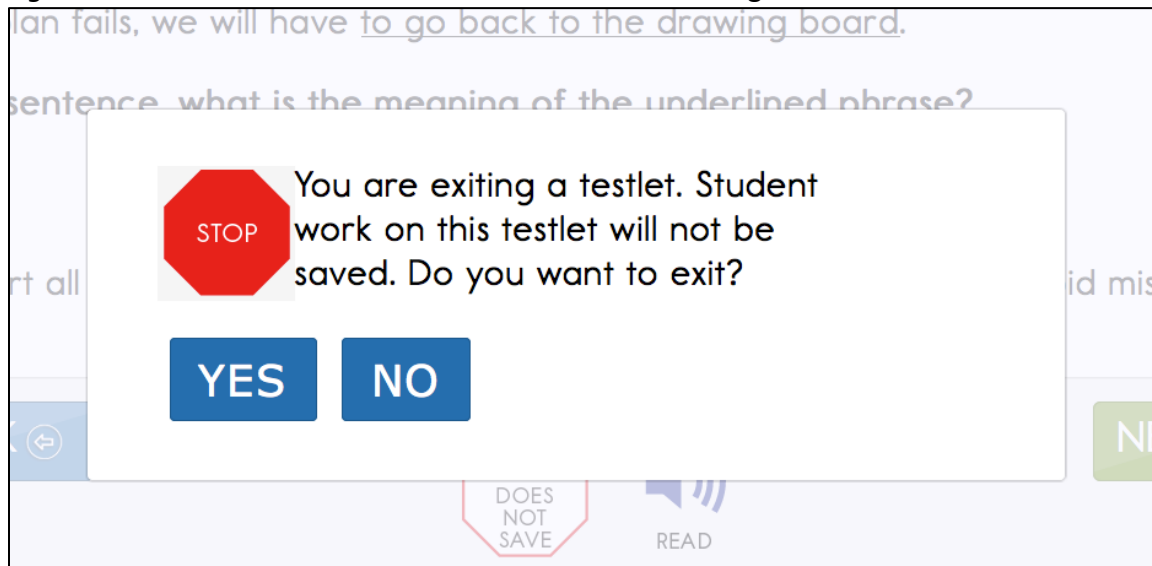 lan fails, we will have to go back to the drawing board.
sentence, what is the meaning of the underlined phrase?
You are exiting a testlet. Student
STOP
work on this testlet will not be
saved. Do you want to exit?
rt all
id mis
YES NO
DOES
NOT
SAVE
READ